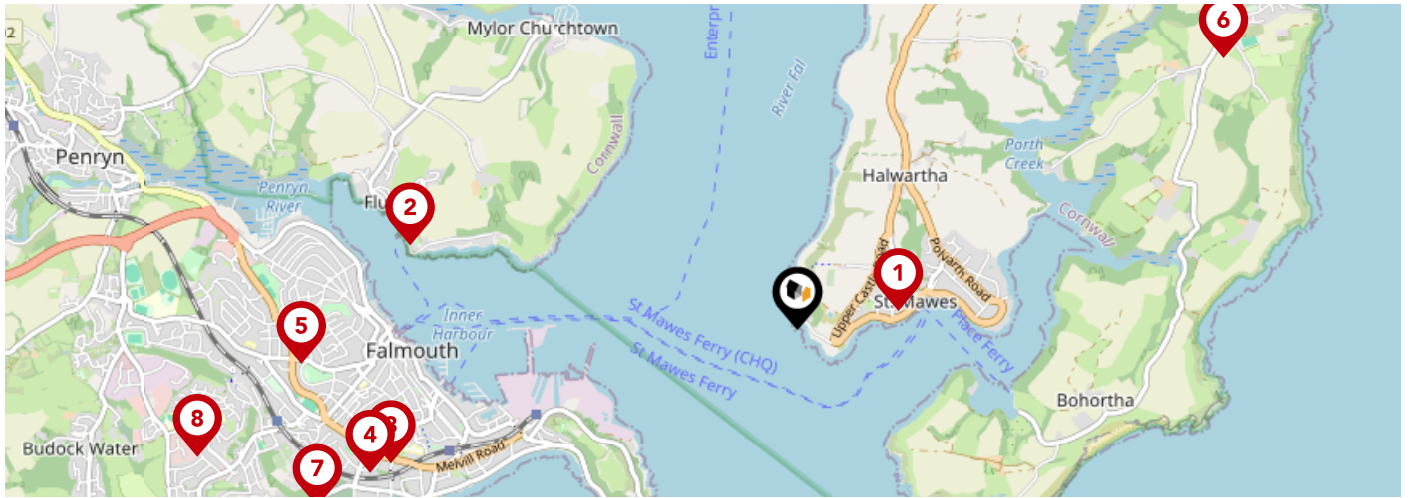 6
02
Mylor Churchtown
Enterpr
River Fal
Cornwall
Porth
Creek
Penryn
Halwartha
Penryn
River
Flu
2
Cornwall
Upper Castle Road
Polvarth Road
1
St. Mawes
Inner
Harbour
St Mawes Ferry (CHQ)
Place Ferry
5
Falmouth
St Mawes Ferry
Bohortha
8
4
3
Budock Water
7
Melvill Road